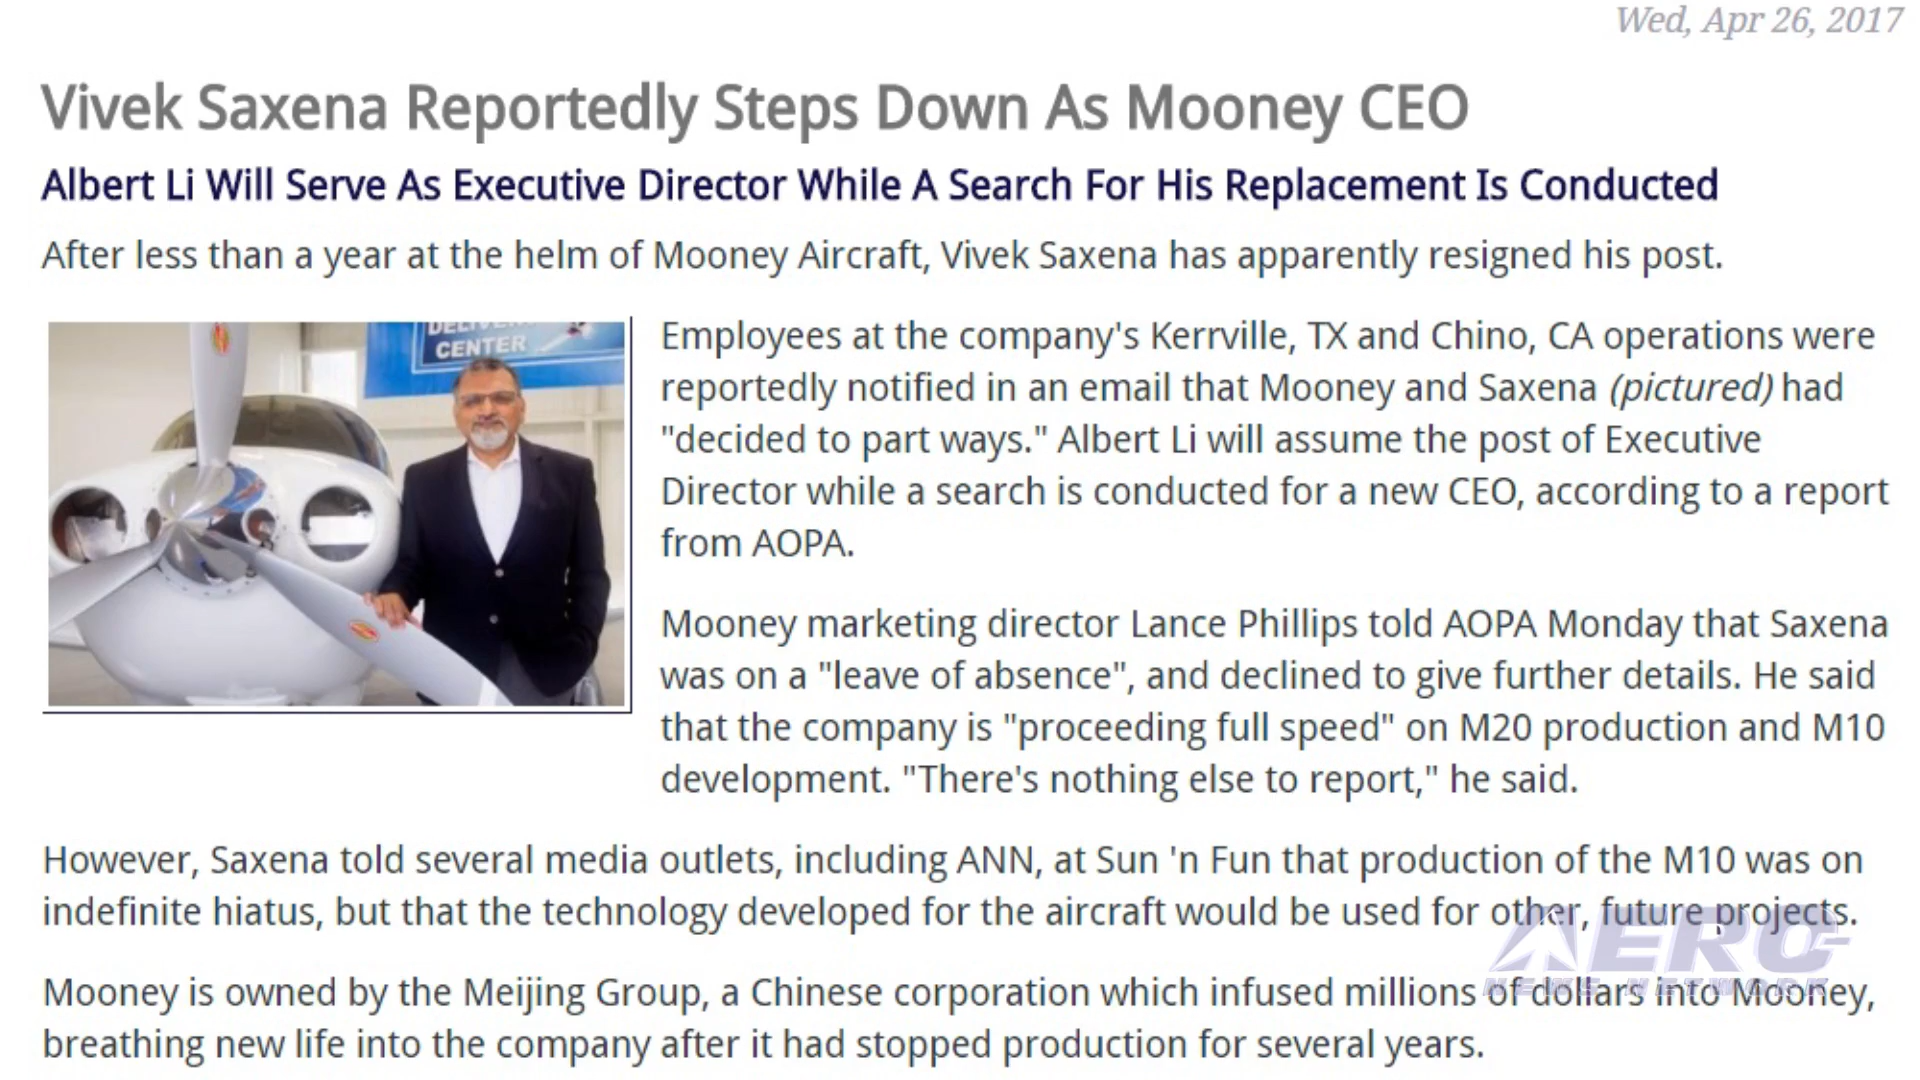 Wed, Apr 26, 2017
Vivek Saxena Reportedly Steps Down As Mooney CEO
Albert Li Will Serve As Executive Director While A Search For His Replacement Is Conducted
After less than a year at the helm of Mooney Aircraft, Vivek Saxena has apparently resigned his post.
CENTER
Employees at the company's Kerrville, TX and Chino, CA operations were
reportedly notified in an email that Mooney and Saxena (pictured) had
"decided to part ways." Albert Li will assume the post of Executive
Director while a search is conducted for a new CEO, according to a report
from AOPA.
Mooney marketing director Lance Phillips told AOPA Monday that Saxena
was on a "leave of absence", and declined to give further details. He said
that the company is "proceeding full speed" on M20 production and M10
development. "There's nothing else to report," he said.
However, Saxena told several media outlets, including ANN, at Sun 'n Fun that production of the M10 was on
indefinite hiatus, but that the technology developed for the aircraft would be used for other, future projects.
Mooney is owned by the Meijing Group, a Chinese corporation which infused millions of dollars into Mooney,
breathing new life into the company after it had stopped production for several years.
AERO
NEWS NETWORK